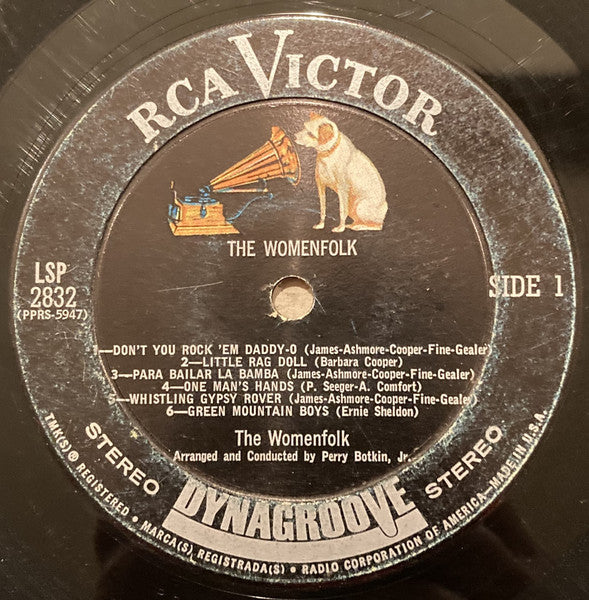 RCA VICTOR
THE WOMENFOLK
LSP
2832
(PPRS-5947)
SIDE 1
1—DON'T YOU ROCK 'EM DADDY-O (James-Ashmore-Cooper-Fine-Gealer)
2—LITTLE RAG DOLL (Barbara Cooper)
3—PARA BAILAR LA BAMBA (James-Ashmore-Cooper-Fine-Gealer)
4—ONE MAN'S HANDS (P. Seeger-A. Comfort)
5—WHISTLING GYPSY ROVER (James-Ashmore-Cooper-Fine-Gealer)
6—GREEN MOUNTAIN BOYS (Ernie Sheldon)
The Womenfolk
Arranged and Conducted by Perry Botkin, Jr.
STEREO DYNAGROOVE STEREO
TMK(S) ® REGISTERED • MARCA(S) REGISTRADA(S) • RADIO CORPORATION OF AMERICA—MADE IN U.S.A.